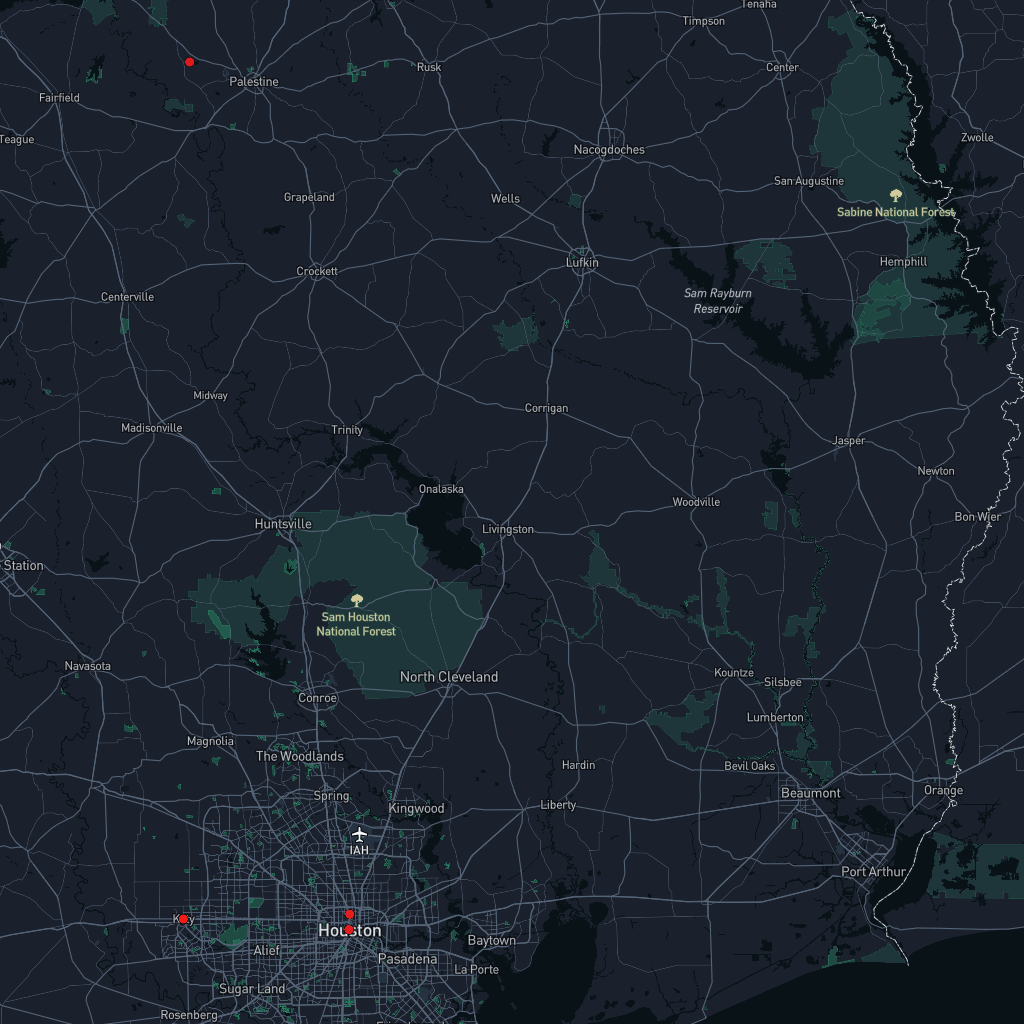 Tenaha
Timpson
Rusk
Center
Palestine
Fairfield
Teague
Zwolle
Nacogdoches
San Augustine
Grapeland
Wells
Sabine National Forest
Lufkin
Hemphill
Crockett
Centerville
Sam Rayburn
Reservoir
Midway
Corrigan
Madisonville
Trinity
Jasper
Newton
Onalaska
Woodville
Bon Wier
Huntsville
Livingston
Station
Sam Houston
National Forest
Navasota
North Cleveland
Kountze
Silsbee
Conroe
Lumberton
Magnolia
The Woodlands
Hardin
Bevil Oaks
Spring
Kingwood
Liberty
Beaumont
Orange
IAH
Port Arthur
Katy
Houston
Baytown
Alief
Pasadena
La Porte
Sugar Land
Rosenberg